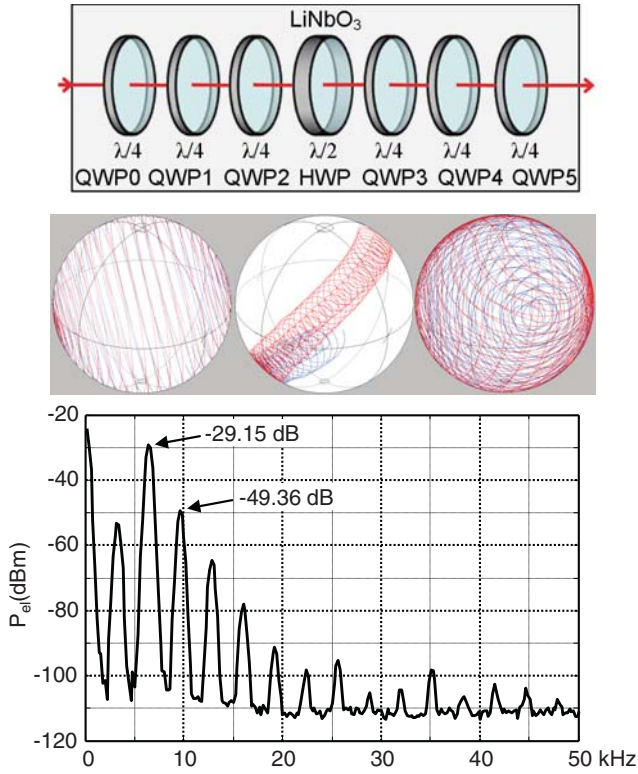 LiNbO₃
λ/4 λ/4 λ/4 λ/2 λ/4 λ/4 λ/4
QWP0 QWP1 QWP2 HWP QWP3 QWP4 QWP5
-20
-29.15 dB
-40
-49.36 dB
-60
-80
-100
-120
Pel(dBm)
0 10 20 30 40 50 kHz